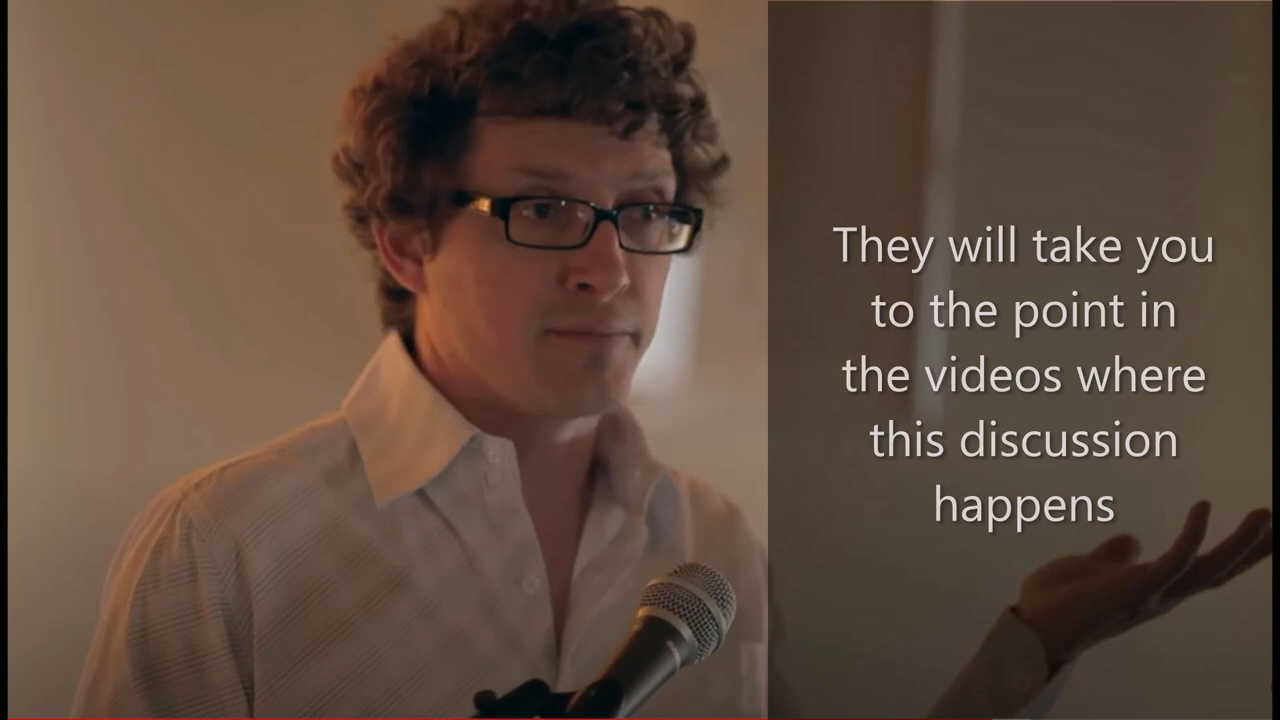 They will take you
to the point in
the videos where
this discussion
happens